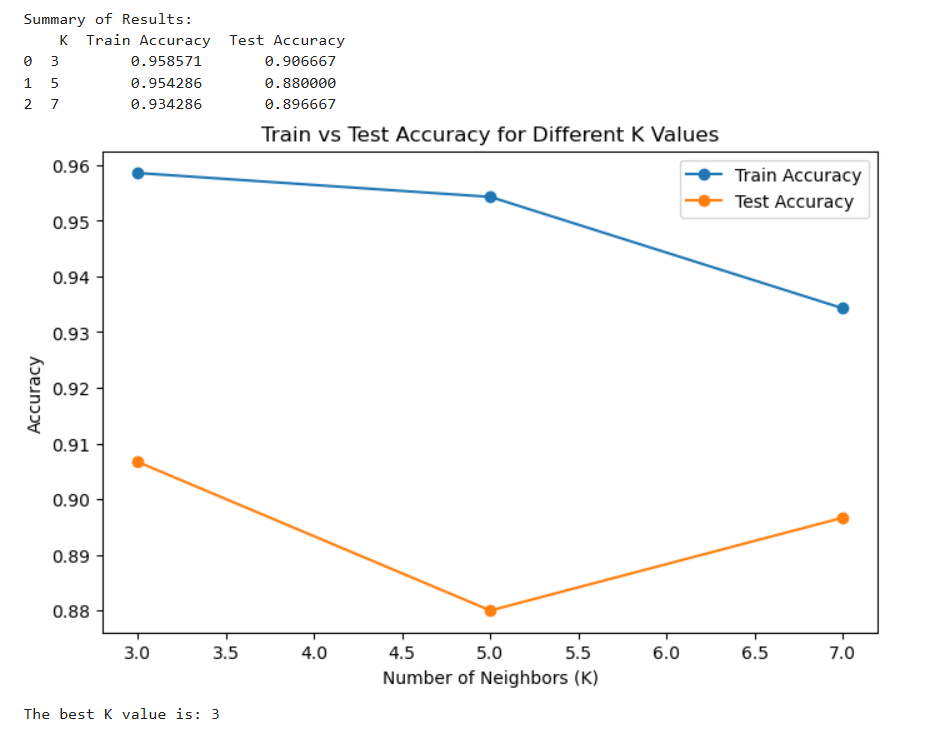 Summary of Results:
K Train Accuracy Test Accuracy
0 3 0.958571 0.906667
1 5 0.954286 0.880000
2 7 0.934286 0.896667
Train vs Test Accuracy for Different K Values
Train Accuracy
Test Accuracy
0.96
0.95
0.94
0.93
0.92
0.91
0.90
0.89
0.88
Accuracy
3.0 3.5 4.0 4.5 5.0 5.5 6.0 6.5 7.0
Number of Neighbors (K)
The best K value is: 3